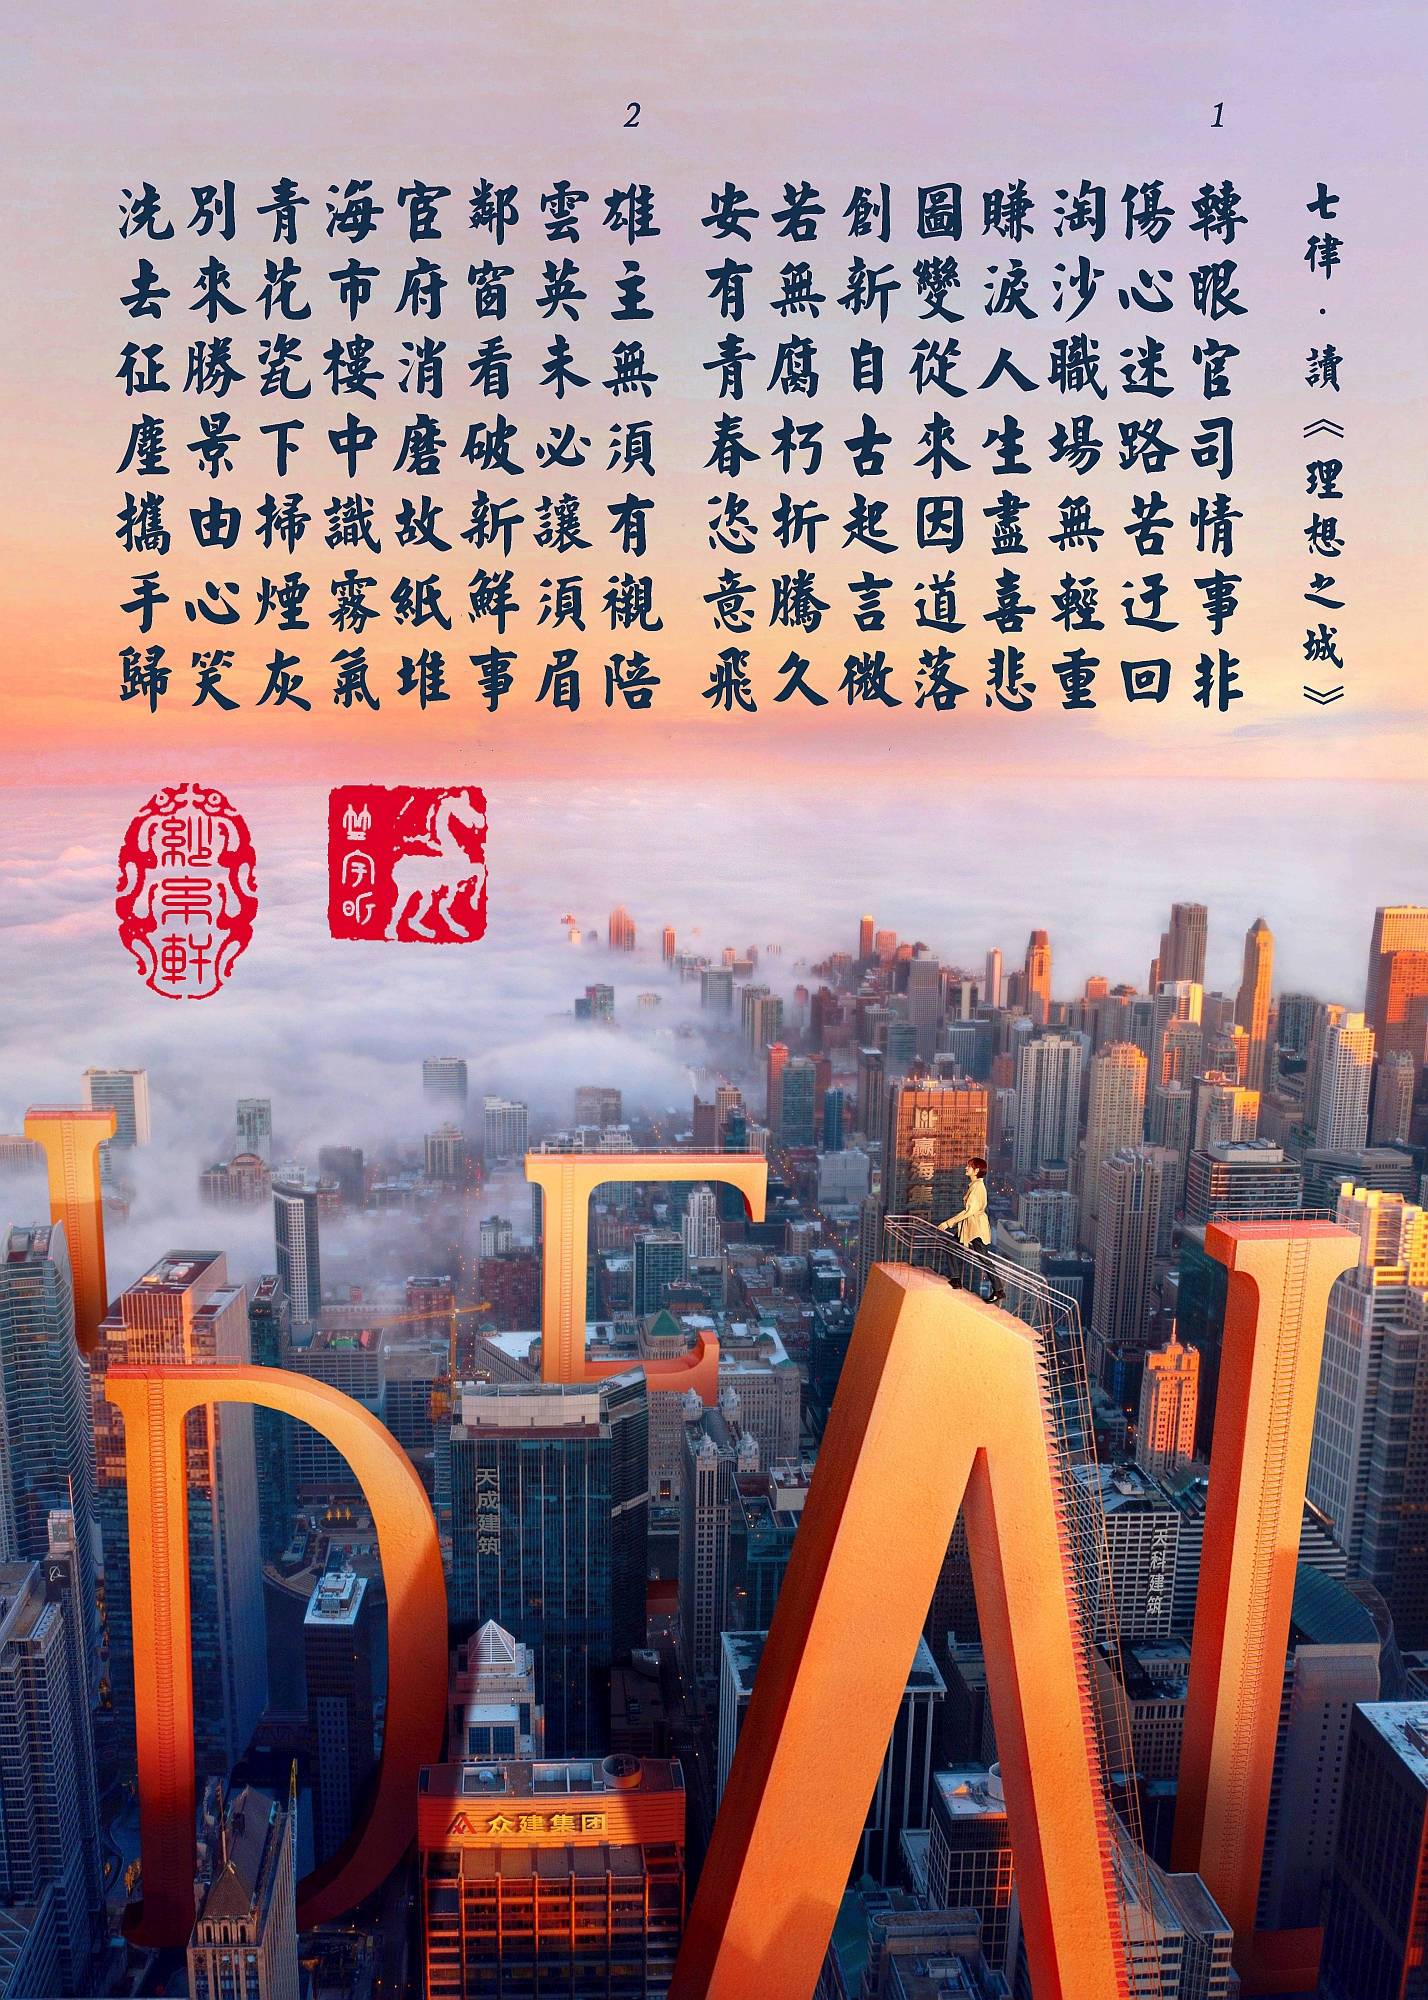 七律·讀《理想之城》
1
轉眼官司情事非
傷心迷路苦迂回
淘沙職場無輕重
賺淚人生盡喜悲
圖變從來因道落
創新自古起言微
若無腐朽折騰久
安有青春恣意飛
2
雄主無須有襯陪
雲英未必讓須眉
鄰窗看破新鮮事
官府消磨故紙堆
海市樓中識霧氣
青花瓷下掃煙灰
別來勝景由心笑
洗去征塵攜手歸
竺宇昕
赢海
天成建筑
天科建筑
众建集团
IDEAL